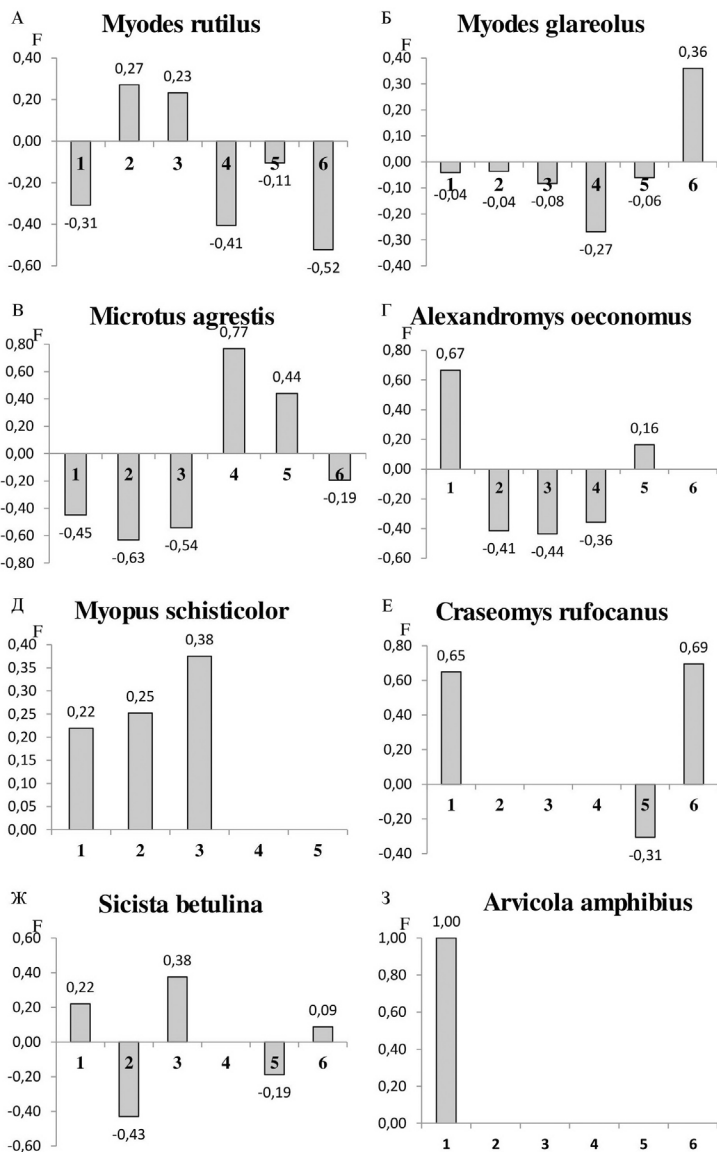 А
Myodes rutilus
F
0,40
0,20
0,00
-0,20
-0,40
-0,60
0,27
0,23
1 2 3 4 5 6
-0,31
-0,41
-0,11
-0,52
Б
Myodes glareolus
F
0,40
0,30
0,20
0,10
0,00
-0,10
-0,20
-0,30
-0,40
0,36
1 2 3 4 5 6
-0,04 -0,04 -0,08 -0,27 -0,06
В
Microtus agrestis
F
0,80
0,60
0,40
0,20
0,00
-0,20
-0,40
-0,60
-0,80
0,77
0,44
1 2 3 4 5 6
-0,45
-0,63
-0,54
-0,19
Г
Alexandromys oeconomus
F
0,80
0,60
0,40
0,20
0,00
-0,20
-0,40
-0,60
0,67
0,16
1 2 3 4 5 6
-0,41
-0,44
-0,36
Д
Myopus schisticolor
F
0,40
0,35
0,30
0,25
0,20
0,15
0,10
0,05
0,00
0,22
0,25
0,38
1 2 3 4 5
Е
Craseomys rufocanus
F
0,80
0,60
0,40
0,20
0,00
-0,20
-0,40
0,65
0,69
1 2 3 4 5 6
-0,31
Ж
Sicista betulina
F
0,60
0,40
0,20
0,00
-0,20
-0,40
-0,60
0,22
0,38
0,09
1 2 3 4 5 6
-0,43
-0,19
З
Arvicola amphibius
F
1,00
1,00
0,80
0,60
0,40
0,20
0,00
1 2 3 4 5 6